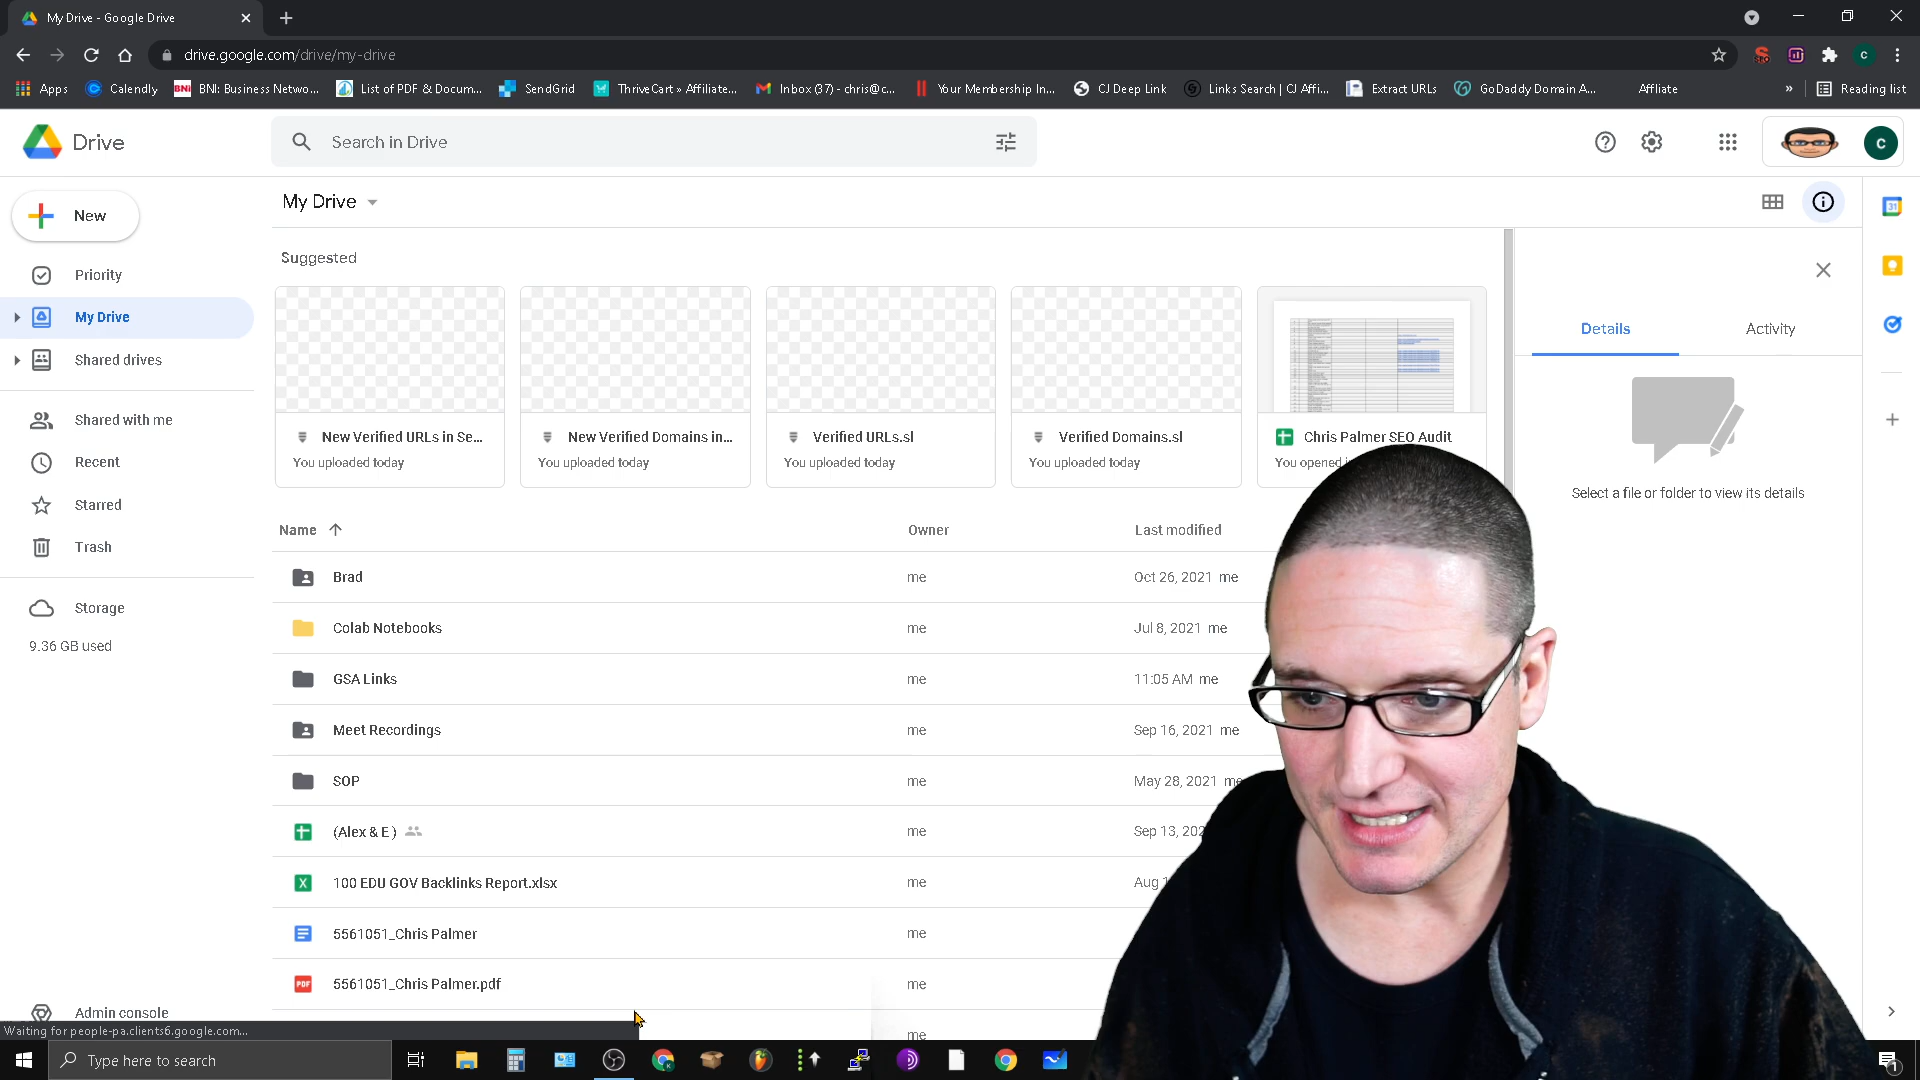 My Drive - Google Drive
drive.google.com/drive/my-drive
Apps
Calendly
BNI
BNI: Business Netwo...
List of PDF & Docum...
SendGrid
ThriveCart » Affiliate...
Inbox (37) - chris@c...
Your Membership In...
CJ Deep Link
Links Search | CJ Affi...
Extract URLs
GoDaddy Domain A...
Affliate
»
Reading list
Drive
Search in Drive
C
My Drive
New
Priority
My Drive
Shared drives
Shared with me
Recent
Starred
Trash
Storage
9.36 GB used
Admin console
Suggested
New Verified URLs in Se...
You uploaded today
New Verified Domains in...
You uploaded today
Verified URLs.sl
You uploaded today
Verified Domains.sl
You uploaded today
Chris Palmer SEO Audit
You opened
Name
Owner
Last modified
Brad
me
Oct 26, 2021 me
Colab Notebooks
me
Jul 8, 2021 me
GSA Links
me
11:05 AM me
Meet Recordings
me
Sep 16, 2021 me
SOP
me
May 28, 2021 me
(Alex & E )
me
Sep 13, 202
100 EDU GOV Backlinks Report.xlsx
me
Aug 1
5561051_Chris Palmer
me
PDF
5561051_Chris Palmer.pdf
me
me
Details
Activity
Select a file or folder to view its details
31
Waiting for people-pa.clients6.google.com...
Type here to search